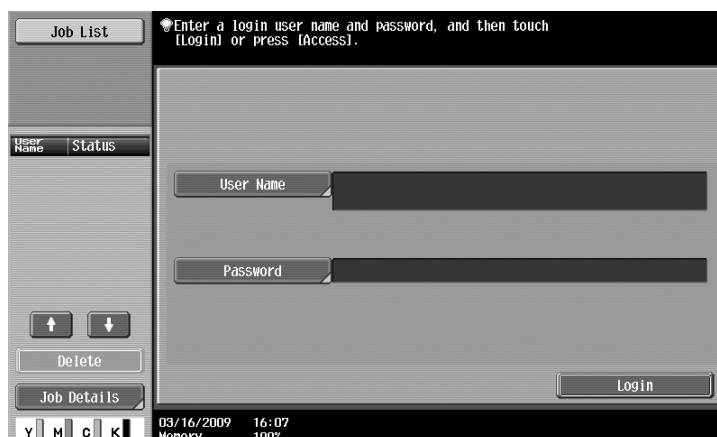 Job List
Enter a login user name and password, and then touch
[Login] or press [Access].
User
Name
Status
User Name
Password
Delete
Login
Job Details
Y M C K
03/16/2009 16:07
Memory 100%